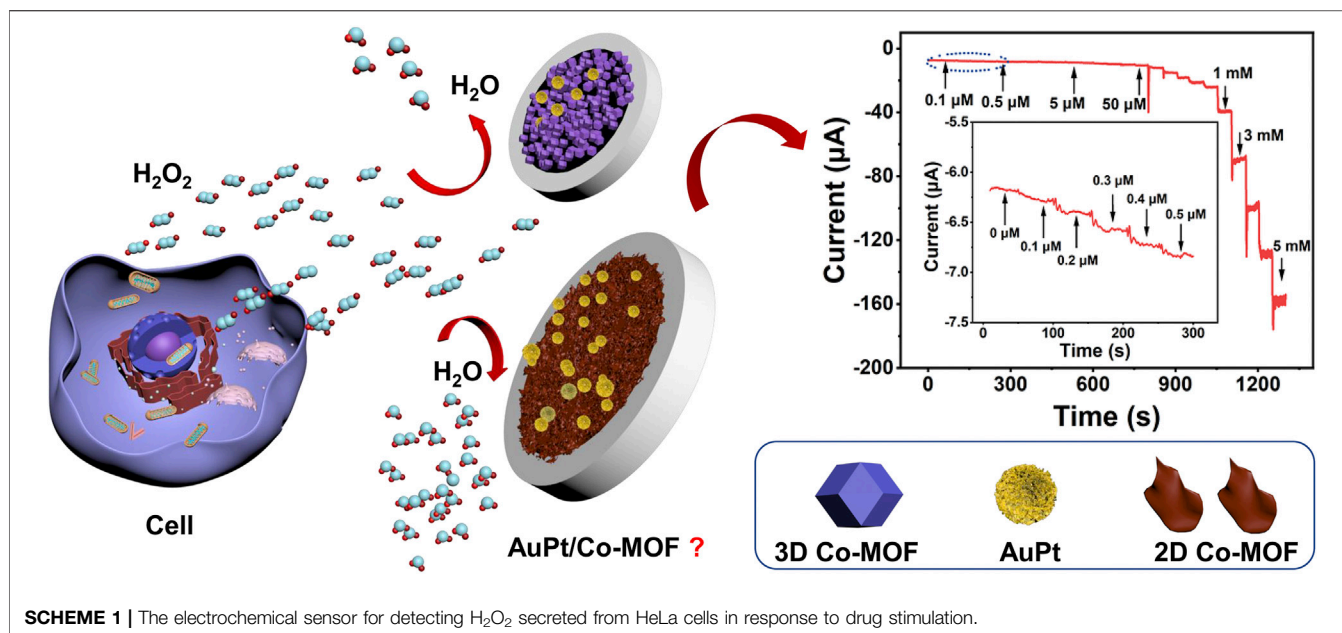 H₂O₂
H₂O
H₂O
Cell
AuPt/Co-MOF ?
Current (µA)
0
-40
-80
-120
-160
-200
0.1 µM
0.5 µM
5 µM
50 µM
1 mM
3 mM
5 mM
Current (µA)
-5.5
-6.0
-6.5
-7.0
-7.5
0 µM
0.1 µM
0.2 µM
0.3 µM
0.4 µM
0.5 µM
0 100 200 300
Time (s)
0 300 600 900 1200
Time (s)
3D Co-MOF
AuPt
2D Co-MOF
SCHEME 1 | The electrochemical sensor for detecting H₂O₂ secreted from HeLa cells in response to drug stimulation.